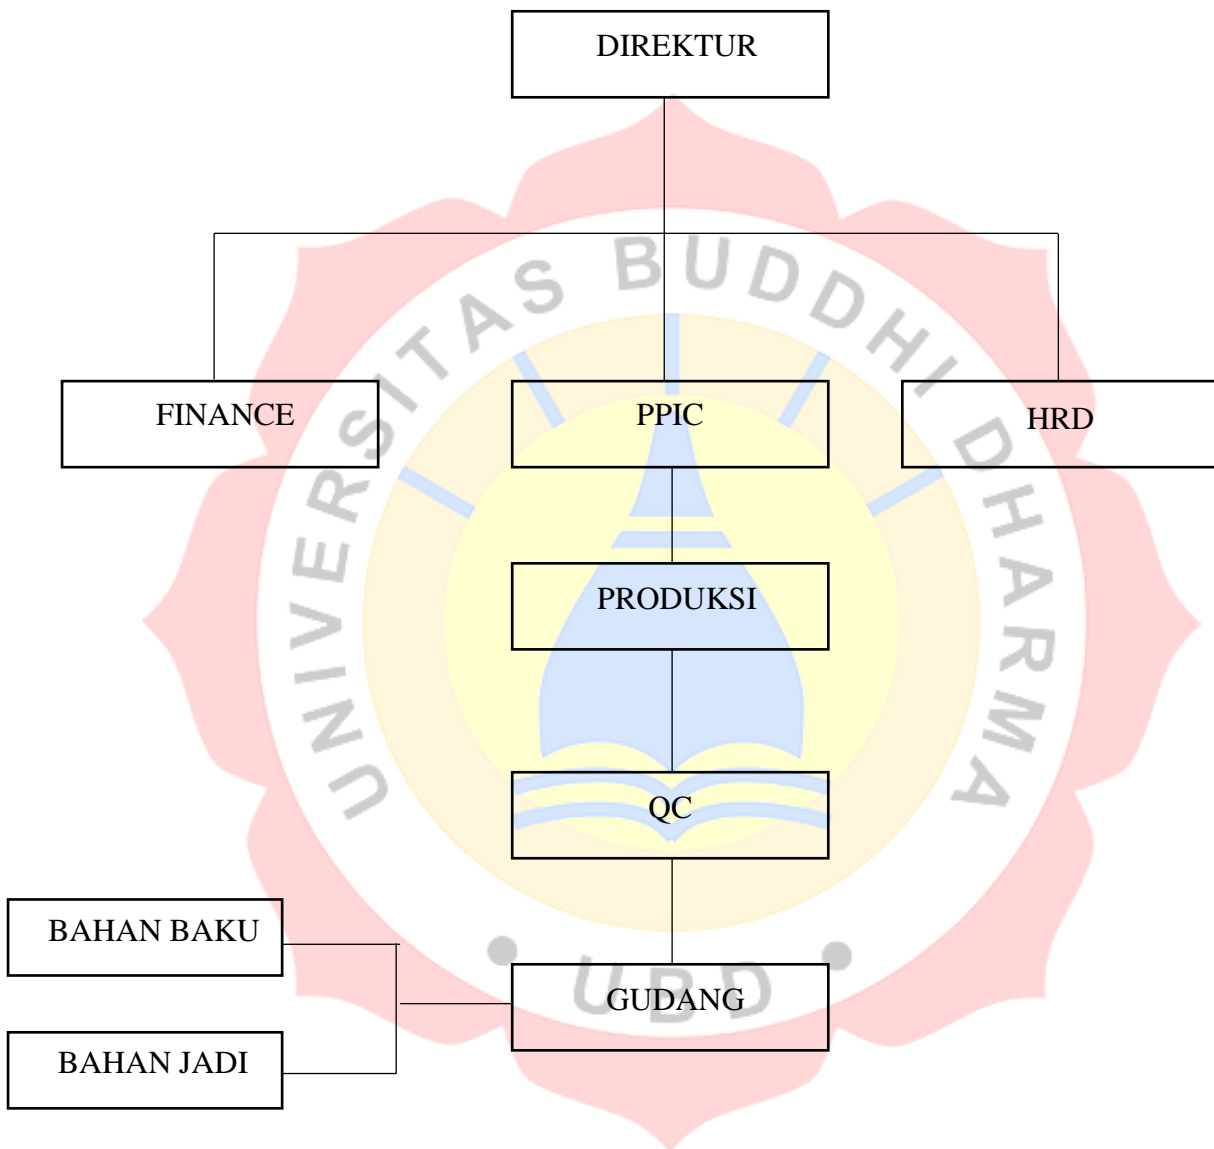 DIREKTUR
UNIVERSITAS BUDDHI DHARMA
FINANCE
PPIC
HRD
PRODUKSI
QC
BAHAN BAKU
UBD
GUDANG
BAHAN JADI